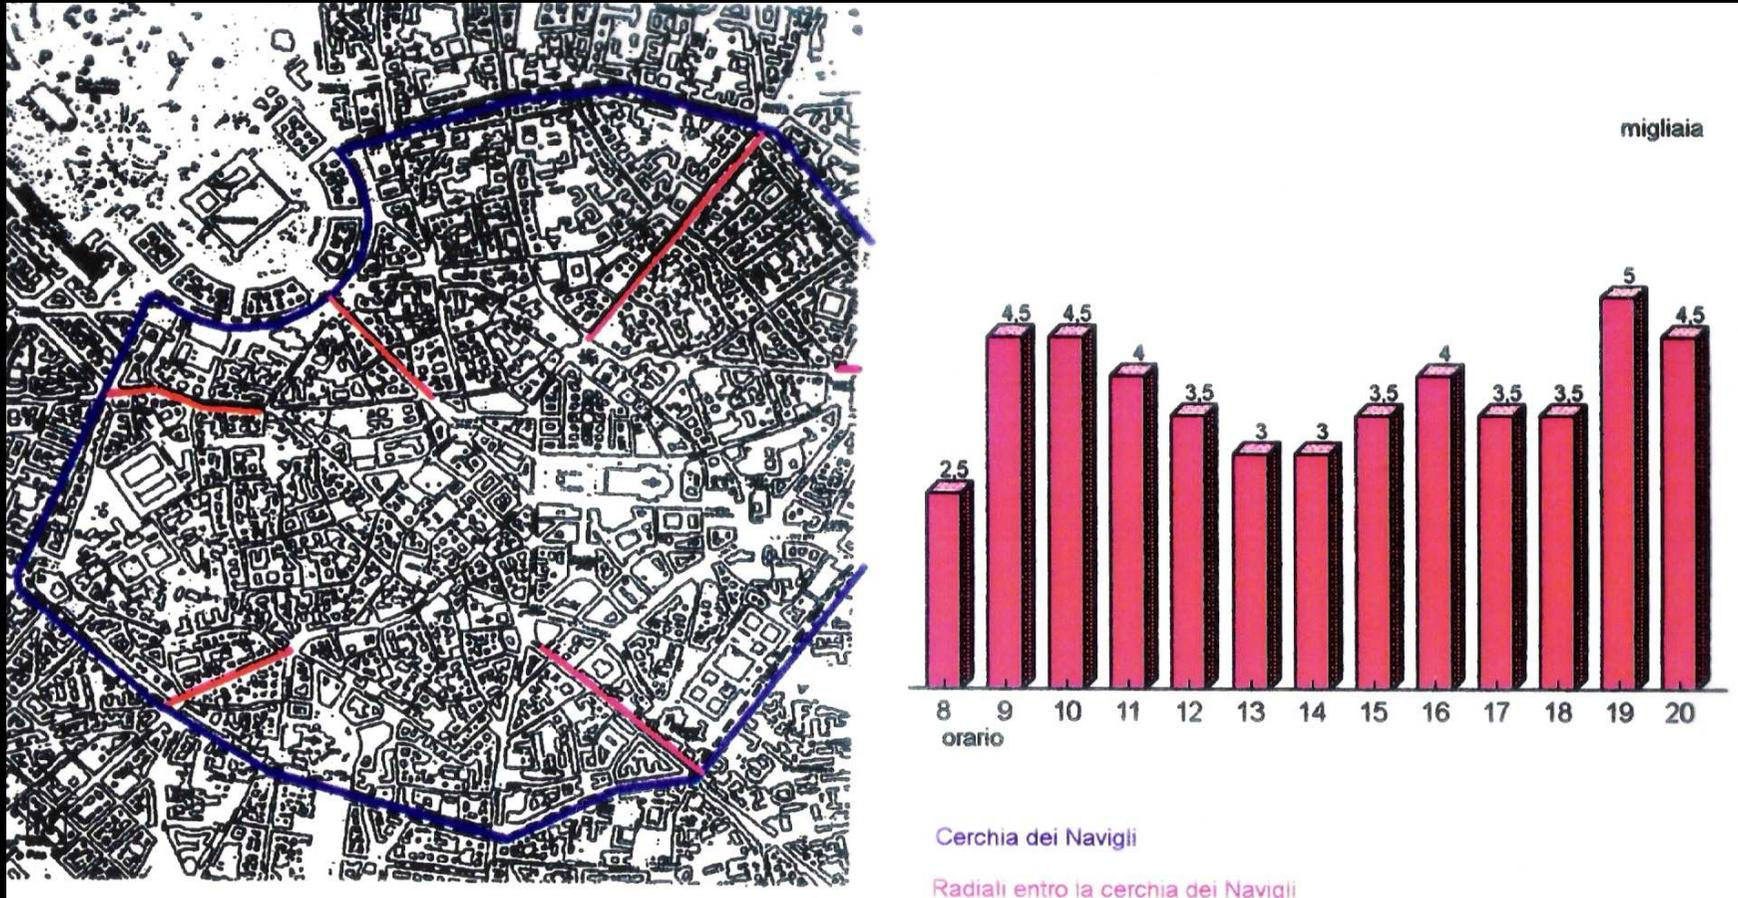 migliaia
5
4,5 4,5 4,5
4 4
3,5 3,5 3,5 3,5
3 3
2,5
8 9 10 11 12 13 14 15 16 17 18 19 20
orario
Cerchia dei Navigli
Radiali entro la cerchia dei Navigli